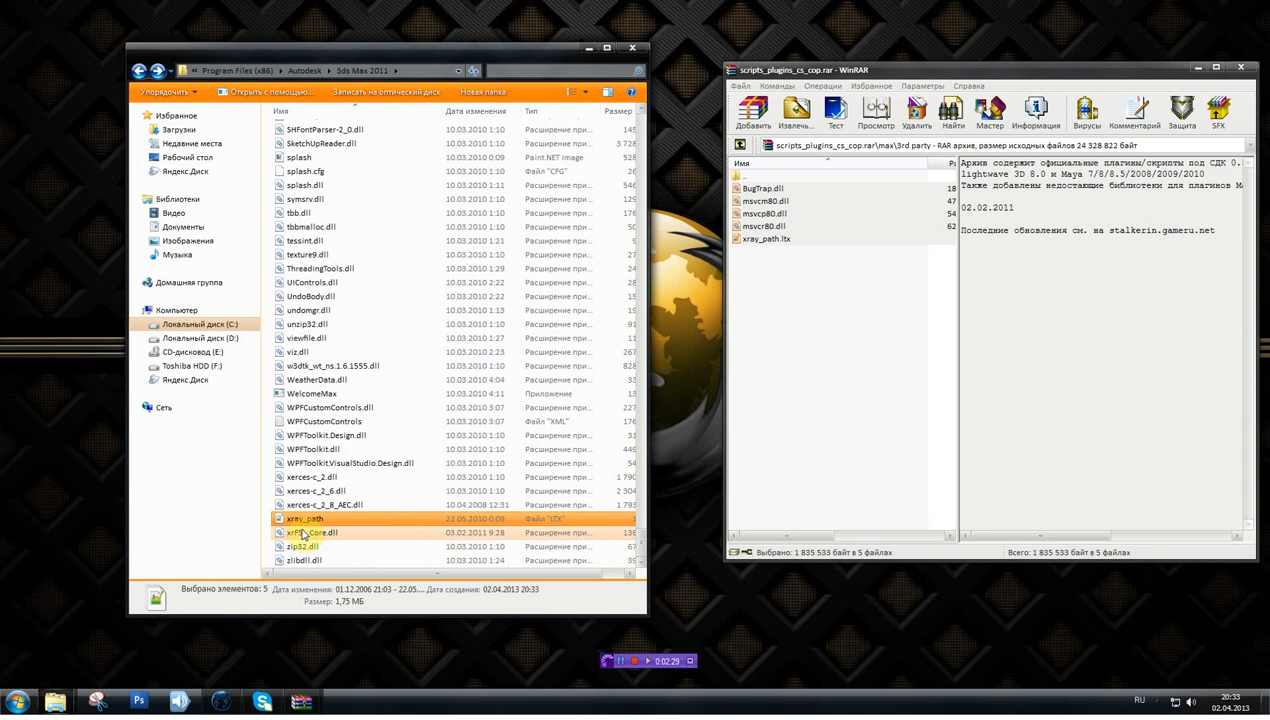 « Program Files (x86) ▸ Autodesk ▸ 3ds Max 2011 ▸
Упорядочить Открыть с помощью... Записать на оптический диск Новая папка
Имя Дата изменения Тип Размер
Избранное
Загрузки
Недавние места
Рабочий стол
Яндекс.Диск
Библиотеки
Видео
Документы
Изображения
Музыка
Домашняя группа
Компьютер
Локальный диск (C:)
Локальный диск (D:)
CD-дисковод (E:)
Toshiba HDD (F:)
Яндекс.Диск
Сеть
SHFontParser-2_0.dll 10.03.2010 1:10 Расширение при... 145
SketchUpReader.dll 10.03.2010 1:10 Расширение при... 3 728
splash 10.03.2010 0:09 Paint.NET Image 528
splash.cfg 10.03.2010 1:10 Файл "CFG"
splash.dll 10.03.2010 1:11 Расширение при... 546
symsrv.dll 10.03.2010 1:10 Расширение при...
tbb.dll 10.03.2010 1:10 Расширение при...
tbbmalloc.dll 10.03.2010 1:10 Расширение при...
tessint.dll 10.03.2010 1:24 Расширение при...
texture9.dll 10.03.2010 1:10 Расширение при...
ThreadingTools.dll 10.03.2010 1:10 Расширение при...
UIControls.dll 10.03.2010 2:22 Расширение при...
UndoBody.dll 10.03.2010 2:22 Расширение при...
undomgr.dll 10.03.2010 1:13 Расширение при...
unzip32.dll 10.03.2010 1:10 Расширение при... 91
viewfile.dll 10.03.2010 1:27 Расширение при...
viz.dll 10.03.2010 2:23 Расширение при... 267
w3dtk_wt_ns.1.6.1555.dll 10.03.2010 1:10 Расширение при... 828
WeatherData.dll 10.03.2010 4:04 Расширение при... 33
WelcomeMax 10.03.2010 4:11 Приложение
WPFCustomControls.dll 10.03.2010 3:07 Расширение при... 227
WPFCustomControls 10.03.2010 3:07 Файл "XML" 176
WPFToolkit.Design.dll 10.03.2010 1:10 Расширение при... 31
WPFToolkit.dll 10.03.2010 1:10 Расширение при... 449
WPFToolkit.VisualStudio.Design.dll 10.03.2010 1:10 Расширение при... 54
xerces-c_2.dll 10.03.2010 1:10 Расширение при... 1 790
xerces-c_2_6.dll 10.03.2010 1:10 Расширение при... 2 304
xerces-c_2_8_AEC.dll 10.04.2008 12:31 Расширение при... 1 793
xray_path 22.05.2010 0:09 Файл "LTX"
Core.dll 03.02.2011 9:28 Расширение при... 136
zip32.dll 10.03.2010 1:10 Расширение при... 67
zlibdll.dll 10.03.2010 1:24 Расширение при...
Выбрано элементов: 5 Дата изменения: 01.12.2006 21:03 - 22.05.... Дата создания: 02.04.2013 20:33
Размер: 1,75 МБ
scripts_plugins_cs_cop.rar - WinRAR
Файл Команды Операции Избранное Параметры Справка
Добавить Извлечь... Тест Просмотр Удалить Найти Мастер Информация Вирусы Комментарий Защита SFX
scripts_plugins_cs_cop.rar\max\3rd party - RAR архив, размер исходных файлов 24 328 822 байт
Имя
..
BugTrap.dll 18
msvcm80.dll 47
msvcp80.dll 54
msvcr80.dll 62
xray_path.ltx
Архив содержит официальные плагины/скрипты под СДК 0.
lightwave 3D 8.0 и Maya 7/8/8.5/2008/2009/2010
Также добавлены недостающие библиотеки для плагинов Ма
02.02.2011
Последние обновления см. на stalkerin.gameru.net
Выбрано: 1 835 533 байт в 5 файлах Всего: 1 835 533 байт в 5 файлах
0:02:29
Ps
RU
20:33
02.04.2013